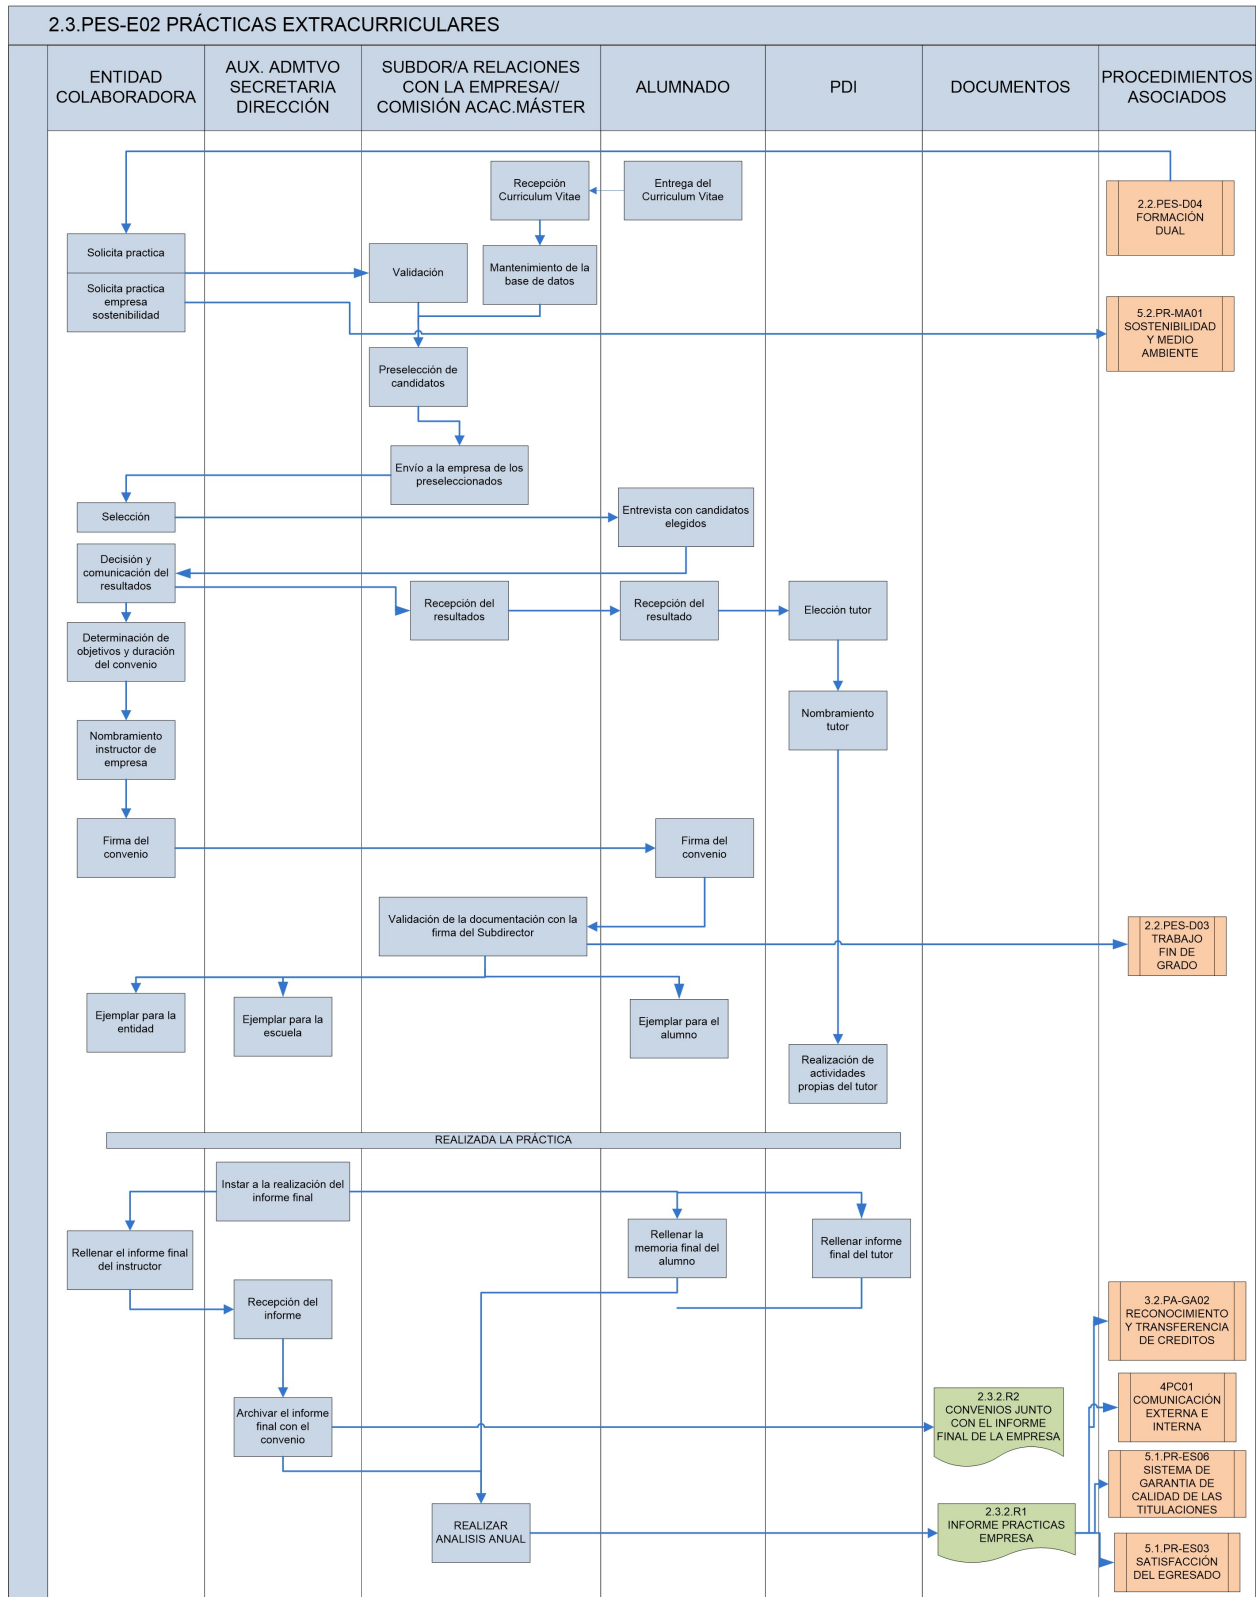 2.3.PES-E02 PRÁCTICAS EXTRACURRICULARES
ENTIDAD
COLABORADORA
AUX. ADMTVO
SECRETARIA
DIRECCIÓN
SUBDOR/A RELACIONES
CON LA EMPRESA//
COMISIÓN ACAC.MÁSTER
ALUMNADO
PDI
DOCUMENTOS
PROCEDIMIENTOS
ASOCIADOS
Recepción
Curriculum Vitae
Entrega del
Curriculum Vitae
2.2.PES-D04
FORMACIÓN
DUAL
Solicita practica
Solicita practica
empresa
sostenibilidad
Validación
Mantenimiento de la
base de datos
5.2.PR-MA01
SOSTENIBILIDAD
Y MEDIO
AMBIENTE
Preselección de
candidatos
Envío a la empresa de los
preseleccionados
Selección
Entrevista con candidatos
elegidos
Decisión y
comunicación del
resultados
Recepción del
resultados
Recepción del
resultado
Elección tutor
Determinación de
objetivos y duración
del convenio
Nombramiento
tutor
Nombramiento
instructor de
empresa
Firma del
convenio
Firma del
convenio
Validación de la documentación con la
firma del Subdirector
2.2.PES-D03
TRABAJO
FIN DE
GRADO
Ejemplar para la
entidad
Ejemplar para la
escuela
Ejemplar para el
alumno
Realización de
actividades
propias del tutor
REALIZADA LA PRÁCTICA
Instar a la realización del
informe final
Rellenar el informe final
del instructor
Rellenar la
memoria final del
alumno
Rellenar informe
final del tutor
Recepción del
informe
3.2.PA-GA02
RECONOCIMIENTO
Y TRANSFERENCIA
DE CREDITOS
Archivar el informe
final con el
convenio
2.3.2.R2
CONVENIOS JUNTO
CON EL INFORME
FINAL DE LA EMPRESA
4PC01
COMUNICACIÓN
EXTERNA E
INTERNA
5.1.PR-ES06
SISTEMA DE
GARANTIA DE
CALIDAD DE LAS
TITULACIONES
REALIZAR
ANALISIS ANUAL
2.3.2.R1
INFORME PRACTICAS
EMPRESA
5.1.PR-ES03
SATISFACCIÓN
DEL EGRESADO